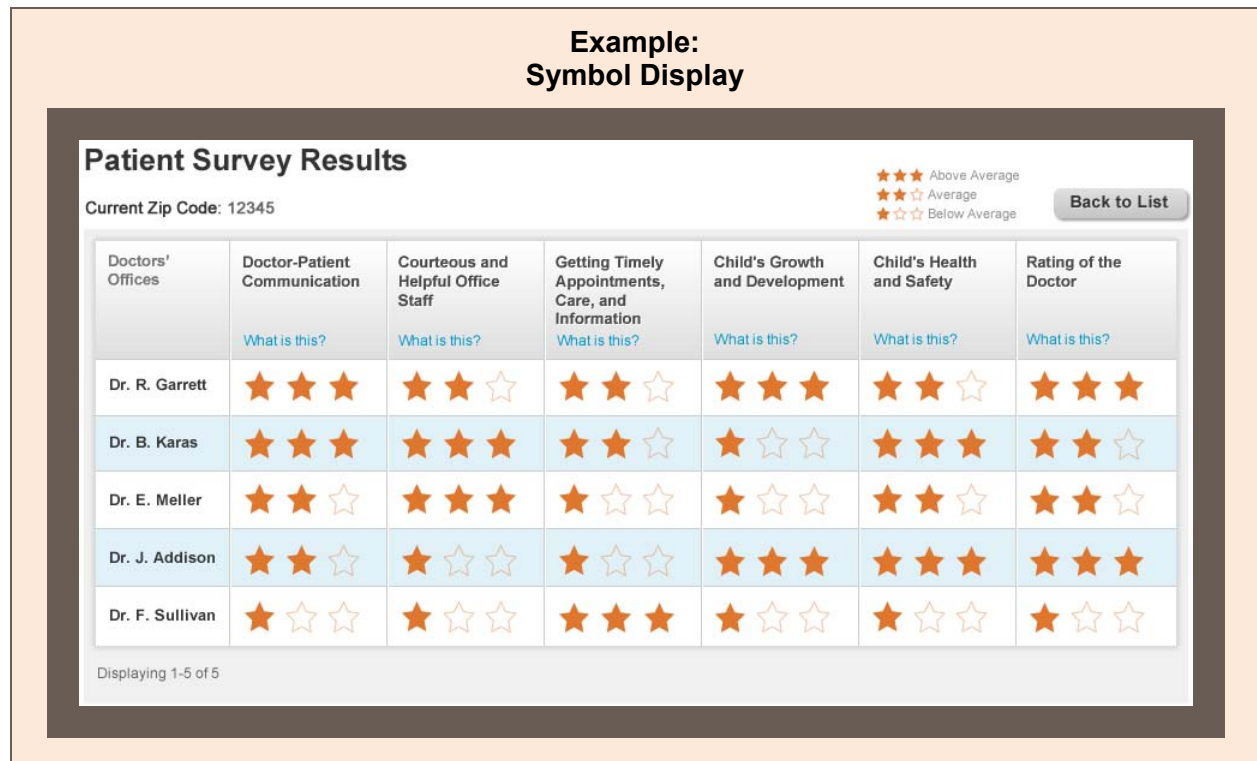 Example:
Symbol Display
Patient Survey Results
Current Zip Code: 12345
Above Average
Average
Below Average
Back to List
Doctors'
Offices
Doctor-Patient
Communication
What is this?
Courteous and
Helpful Office
Staff
What is this?
Getting Timely
Appointments,
Care, and
Information
What is this?
Child's Growth
and Development
What is this?
Child's Health
and Safety
What is this?
Rating of the
Doctor
What is this?
Dr. R. Garrett
Dr. B. Karas
Dr. E. Meller
Dr. J. Addison
Dr. F. Sullivan
Displaying 1-5 of 5